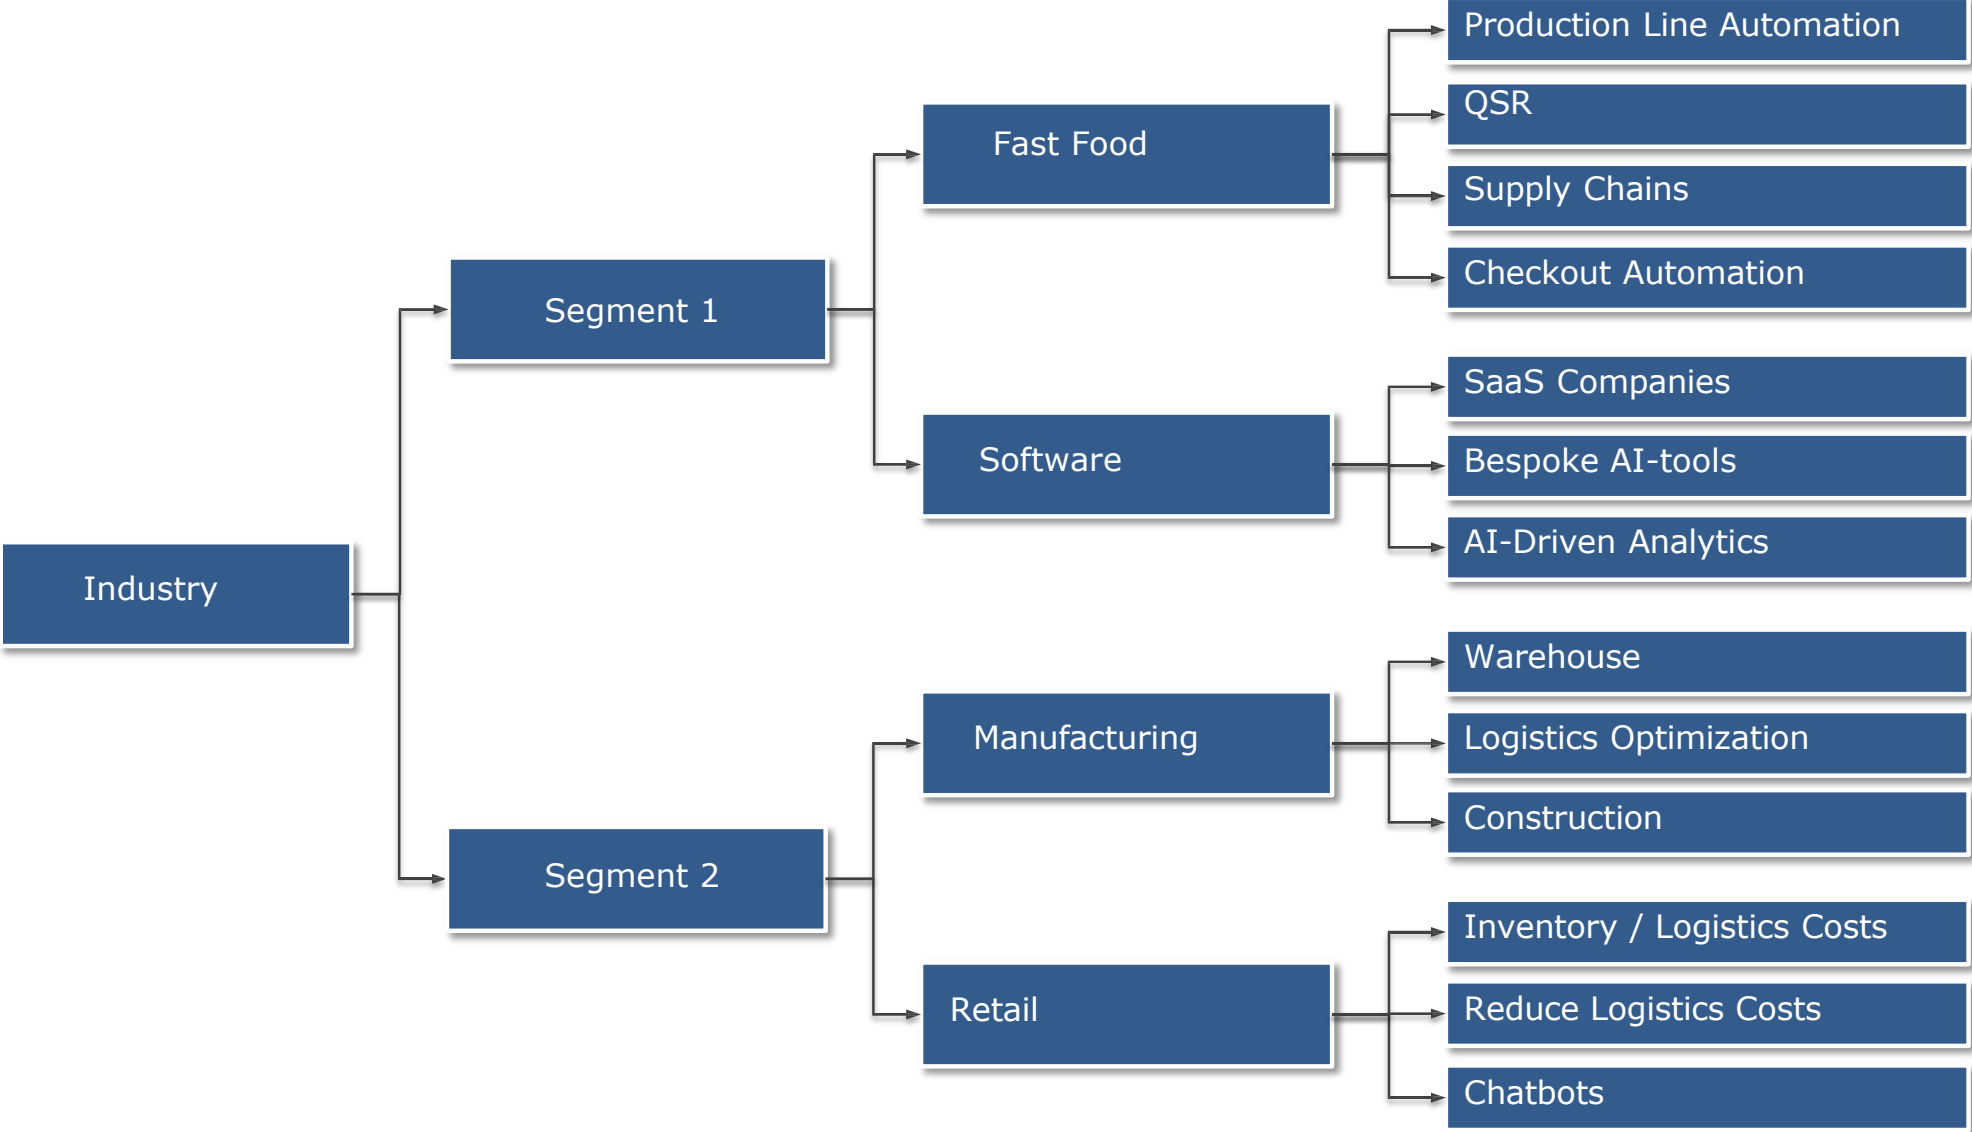 Industry
Segment 1
Segment 2
Fast Food
Software
Manufacturing
Retail
Production Line Automation
QSR
Supply Chains
Checkout Automation
SaaS Companies
Bespoke AI-tools
AI-Driven Analytics
Warehouse
Logistics Optimization
Construction
Inventory / Logistics Costs
Reduce Logistics Costs
Chatbots